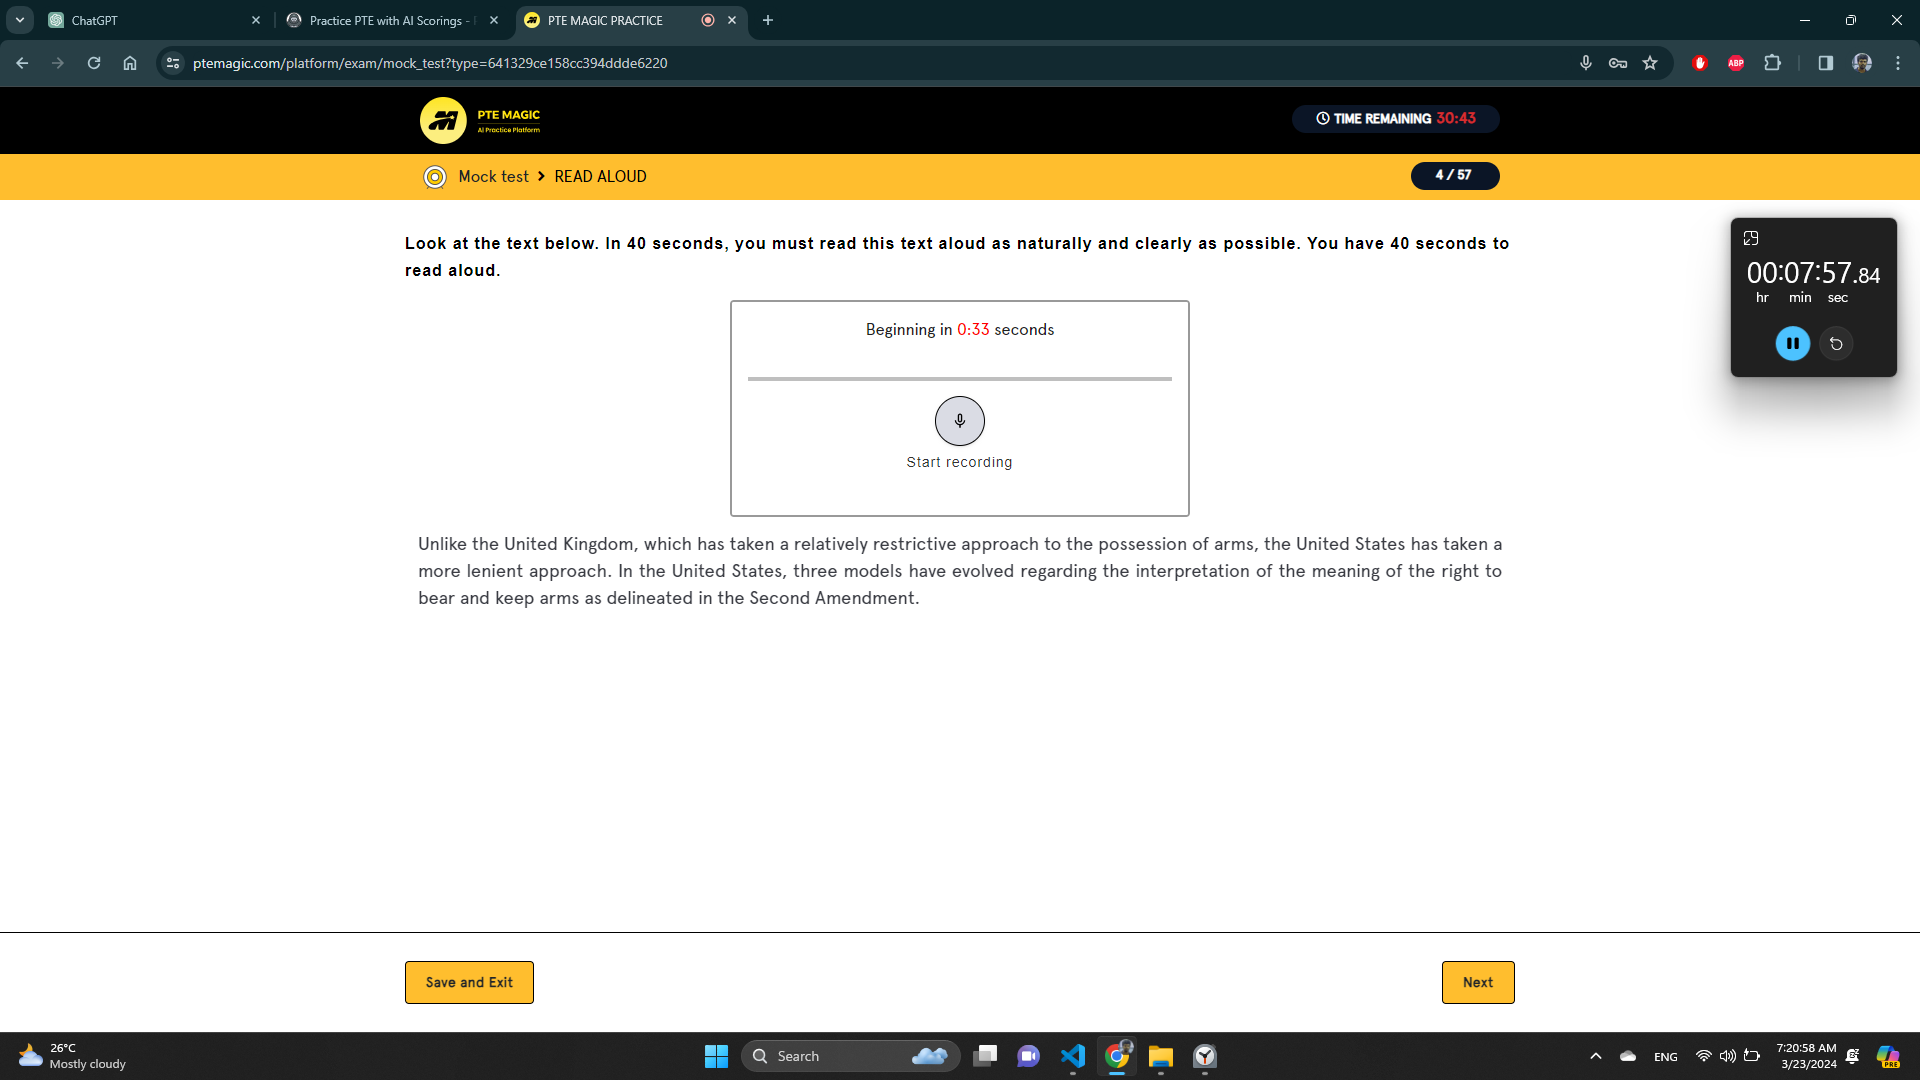 ChatGPT
Practice PTE with AI Scorings -
PTE MAGIC PRACTICE
ptemagic.com/platform/exam/mock_test?type=641329ce158cc394ddde6220
ABP
PTE MAGIC
AI Practice Platform
TIME REMAINING 30:43
Mock test > READ ALOUD
4 / 57
Look at the text below. In 40 seconds, you must read this text aloud as naturally and clearly as possible. You have 40 seconds to
read aloud.
00:07:57.84
hr min sec
Beginning in 0:33 seconds
Start recording
Unlike the United Kingdom, which has taken a relatively restrictive approach to the possession of arms, the United States has taken a
more lenient approach. In the United States, three models have evolved regarding the interpretation of the meaning of the right to
bear and keep arms as delineated in the Second Amendment.
Save and Exit
Next
26°C
Mostly cloudy
Search
ENG
7:20:58 AM
3/23/2024
PRE